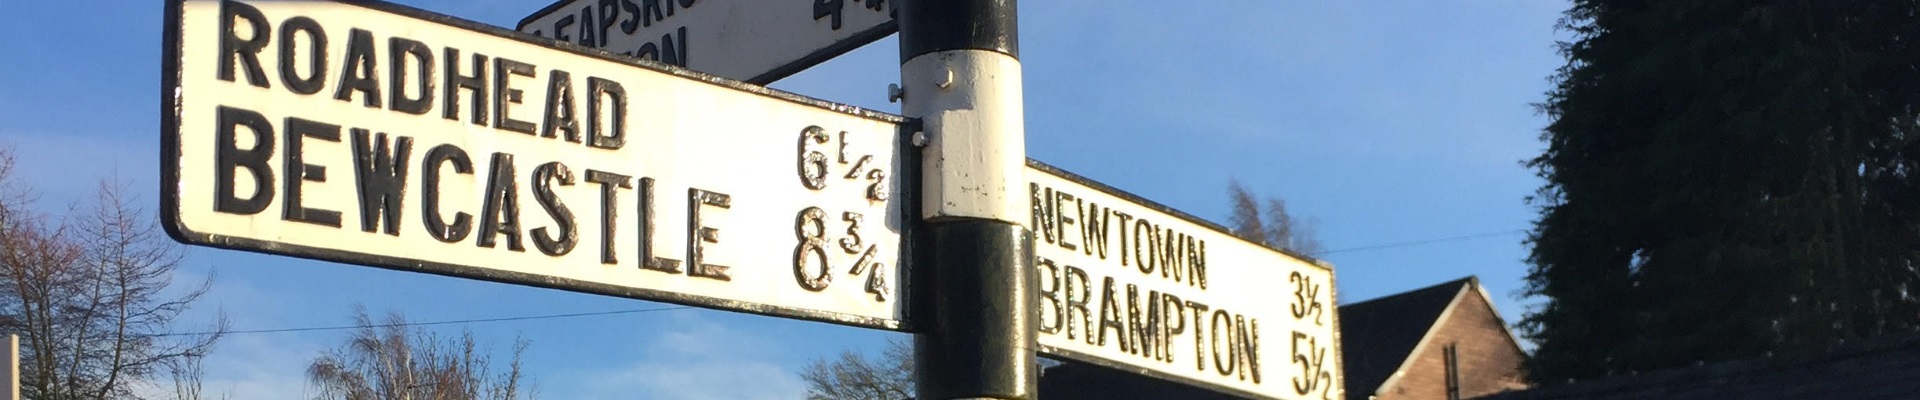 ROADHEAD 6½
BEWCASTLE 8¾
NEWTOWN 3½
BRAMPTON 5½